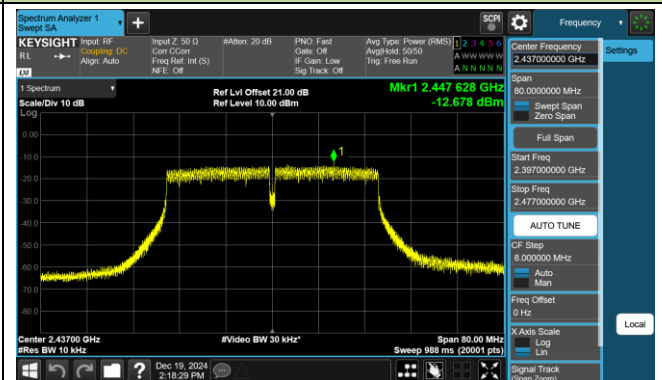 Spectrum Analyzer 1
Swept SA
+
SCPI
Frequency
KEYSIGHT
RL
LXI
Input: RF
Coupling: DC
Align: Auto
Input Z: 50 Ω
Corr CCorr
Freq Ref: Int (S)
NFE: Off
#Atten: 20 dB
PNO: Fast
Gate: Off
IF Gain: Low
Sig Track: Off
Avg Type: Power (RMS)
Avg|Hold: 50/50
Trig: Free Run
1 2 3 4 5 6
A W W W W W
A N N N N N
Center Frequency
2.437000000 GHz
Settings
Span
80.0000000 MHz
Swept Span
Zero Span
Full Span
Start Freq
2.397000000 GHz
Stop Freq
2.477000000 GHz
AUTO TUNE
CF Step
8.000000 MHz
Auto
Man
Freq Offset
0 Hz
X Axis Scale
Log
Lin
Signal Track
(Span Zoom)
Local
1 Spectrum
Scale/Div 10 dB
Log
Ref Lvl Offset 21.00 dB
Ref Level 10.00 dBm
Mkr1 2.447 628 GHz
-12.678 dBm
0.00
-10.0
-20.0
-30.0
-40.0
-50.0
-60.0
-70.0
-80.0
1
Center 2.43700 GHz
#Res BW 10 kHz
#Video BW 30 kHz*
Span 80.00 MHz
Sweep 988 ms (20001 pts)
?
Dec 19, 2024
2:18:29 PM